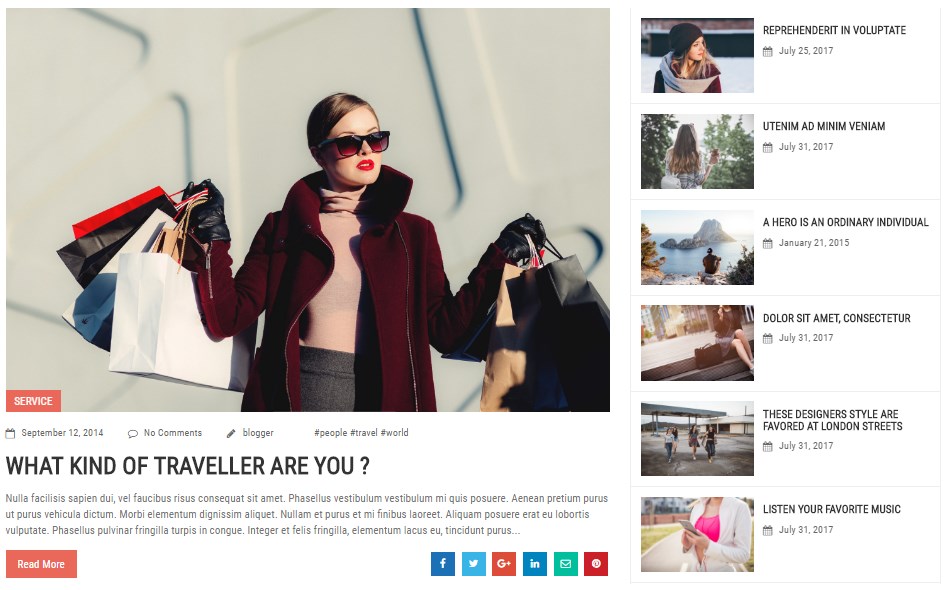 SERVICE
September 12, 2014 No Comments blogger #people #travel #world
WHAT KIND OF TRAVELLER ARE YOU ?
Nulla facilisis sapien dui, vel faucibus risus consequat sit amet. Phasellus vestibulum vestibulum mi quis posuere. Aenean pretium purus
ut purus vehicula dictum. Morbi elementum dignissim aliquet. Nullam et purus et mi finibus laoreet. Aliquam posuere erat eu lobortis
vulputate. Phasellus pulvinar fringilla turpis in congue. Integer et felis fringilla, elementum lacus eu, tincidunt purus...
Read More
REPREHENDERIT IN VOLUPTATE
July 25, 2017
UTENIM AD MINIM VENIAM
July 31, 2017
A HERO IS AN ORDINARY INDIVIDUAL
January 21, 2015
DOLOR SIT AMET, CONSECTETUR
July 31, 2017
THESE DESIGNERS STYLE ARE
FAVORED AT LONDON STREETS
July 31, 2017
LISTEN YOUR FAVORITE MUSIC
July 31, 2017